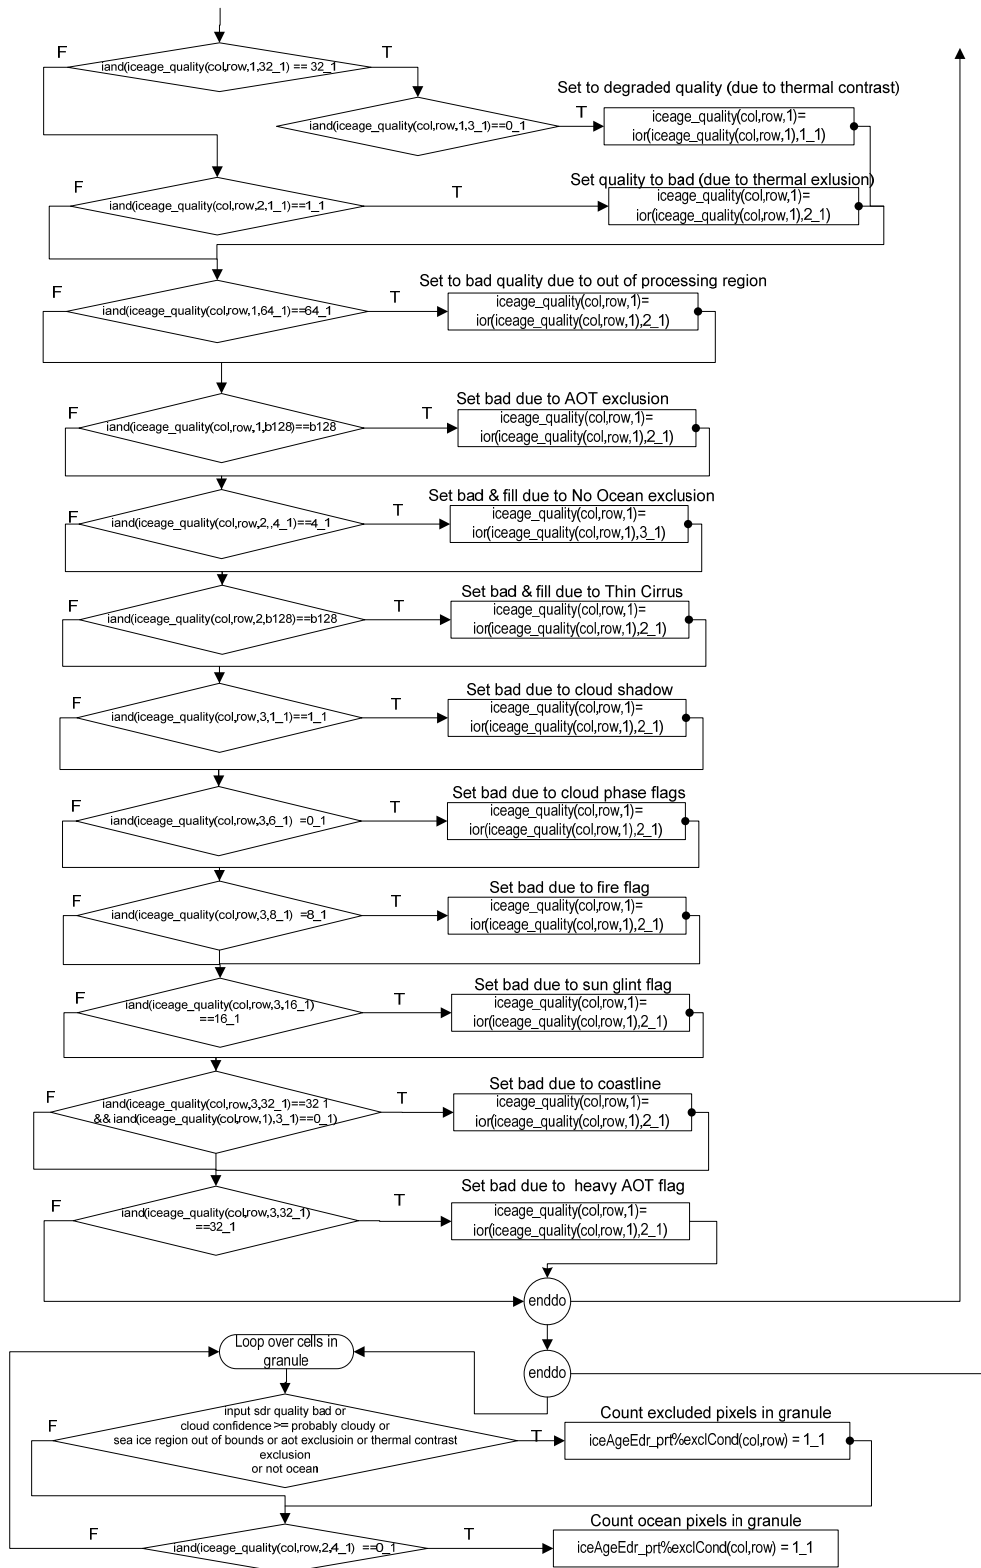 F
T
iand(iceage_quality(col,row,1,32_1) == 32_1
Set to degraded quality (due to thermal contrast)
T
iand(iceage_quality(col,row,1,3_1)==0_1
iceage_quality(col,row,1)=
ior(iceage_quality(col,row,1),1_1)
F
T
Set quality to bad (due to thermal exlusion)
iand(iceage_quality(col,row,2,1_1)==1_1
iceage_quality(col,row,1)=
ior(iceage_quality(col,row,1),2_1)
F
T
Set to bad quality due to out of processing region
iand(iceage_quality(col,row,1,64_1)==64_1
iceage_quality(col,row,1)=
ior(iceage_quality(col,row,1),2_1)
F
T
Set bad due to AOT exclusion
iand(iceage_quality(col,row,1,b128)==b128
iceage_quality(col,row,1)=
ior(iceage_quality(col,row,1),2_1)
F
T
Set bad & fill due to No Ocean exclusion
iand(iceage_quality(col,row,2,,4_1)==4_1
iceage_quality(col,row,1)=
ior(iceage_quality(col,row,1),3_1)
F
T
Set bad & fill due to Thin Cirrus
iand(iceage_quality(col,row,2,b128)==b128
iceage_quality(col,row,1)=
ior(iceage_quality(col,row,1),2_1)
F
T
Set bad due to cloud shadow
iand(iceage_quality(col,row,3,1_1)==1_1
iceage_quality(col,row,1)=
ior(iceage_quality(col,row,1),2_1)
F
T
Set bad due to cloud phase flags
iand(iceage_quality(col,row,3,6_1) =0_1
iceage_quality(col,row,1)=
ior(iceage_quality(col,row,1),2_1)
F
T
Set bad due to fire flag
iand(iceage_quality(col,row,3,8_1) =8_1
iceage_quality(col,row,1)=
ior(iceage_quality(col,row,1),2_1)
F
T
Set bad due to sun glint flag
iand(iceage_quality(col,row,3,16_1)
==16_1
iceage_quality(col,row,1)=
ior(iceage_quality(col,row,1),2_1)
F
T
Set bad due to coastline
iand(iceage_quality(col,row,3,32_1)==32 1
&& iand(iceage_quality(col,row,1),3_1)==0_1)
iceage_quality(col,row,1)=
ior(iceage_quality(col,row,1),2_1)
F
T
Set bad due to heavy AOT flag
iand(iceage_quality(col,row,3,32_1)
==32_1
iceage_quality(col,row,1)=
ior(iceage_quality(col,row,1),2_1)
enddo
Loop over cells in
granule
enddo
F
T
input sdr quality bad or
cloud confidence >= probably cloudy or
sea ice region out of bounds or aot exclusioin or thermal contrast
exclusion
or not ocean
Count excluded pixels in granule
iceAgeEdr_prt%exclCond(col,row) = 1_1
F
T
Count ocean pixels in granule
iand(iceage_quality(col,row,2,4_1) ==0_1
iceAgeEdr_prt%exclCond(col,row) = 1_1